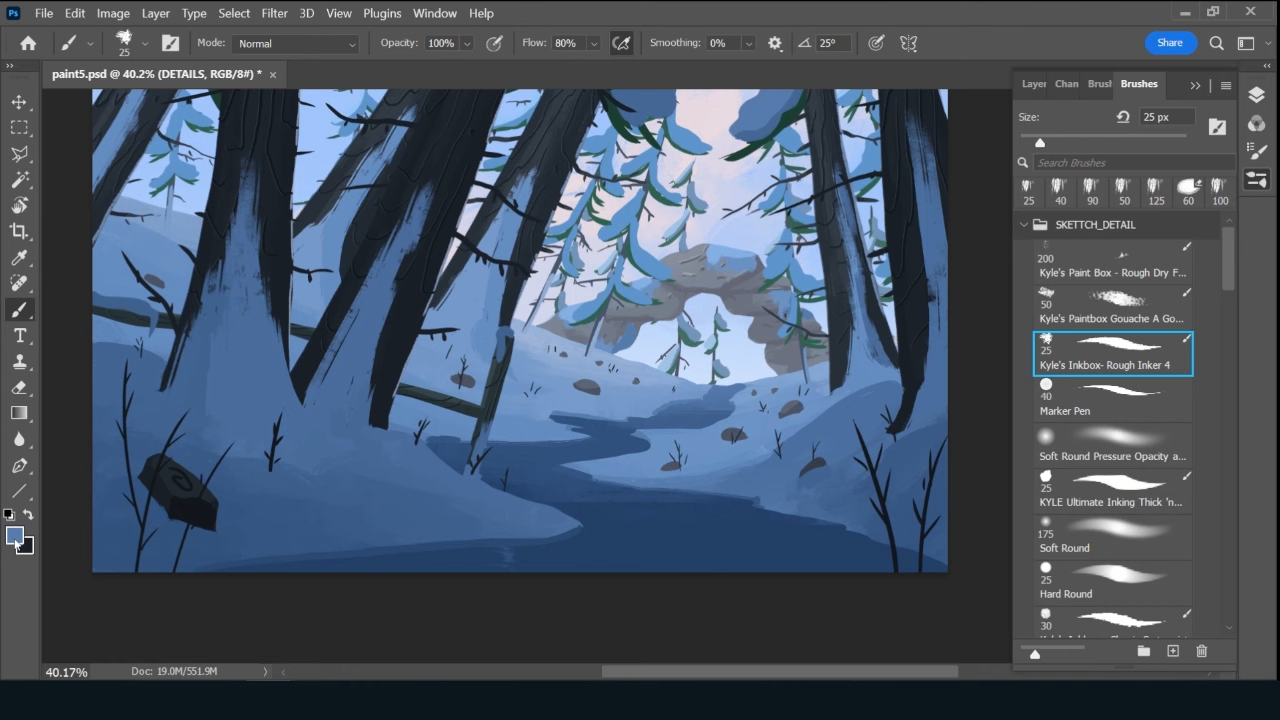 Ps File Edit Image Layer Type Select Filter 3D View Plugins Window Help
25 Mode: Normal Opacity: 100% Flow: 80% Smoothing: 0% 25° Share
paint5.psd @ 40.2% (DETAILS, RGB/8#) *
Layer Chan Brush Brushes
Size: 25 px
Search Brushes
25 40 90 50 125 60 100
SKETTCH_DETAIL
200
Kyle's Paint Box - Rough Dry F...
50
Kyle's Paintbox Gouache A Go...
25
Kyle's Inkbox- Rough Inker 4
40
Marker Pen
Soft Round Pressure Opacity a...
25
KYLE Ultimate Inking Thick 'n...
175
Soft Round
25
Hard Round
30
40.17% Doc: 19.0M/551.9M